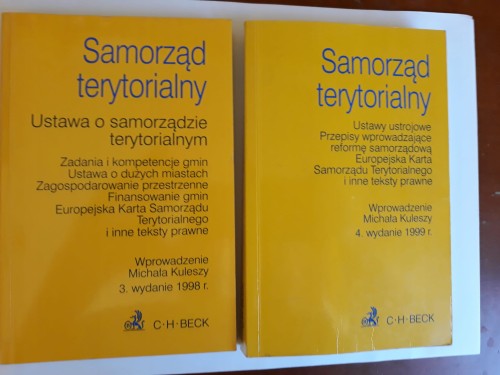 Samorząd
terytorialny
Ustawa o samorządzie
terytorialnym
Zadania i kompetencje gmin
Ustawa o dużych miastach
Zagospodarowanie przestrzenne
Finansowanie gmin
Europejska Karta Samorządu
Terytorialnego
i inne teksty prawne
Wprowadzenie
Michała Kuleszy
3. wydanie 1998 r.
C·H·BECK
Samorząd
terytorialny
Ustawy ustrojowe
Przepisy wprowadzające
reformę samorządową
Europejska Karta
Samorządu Terytorialnego
i inne teksty prawne
Wprowadzenie
Michała Kuleszy
4. wydanie 1999 r.
C·H·BECK